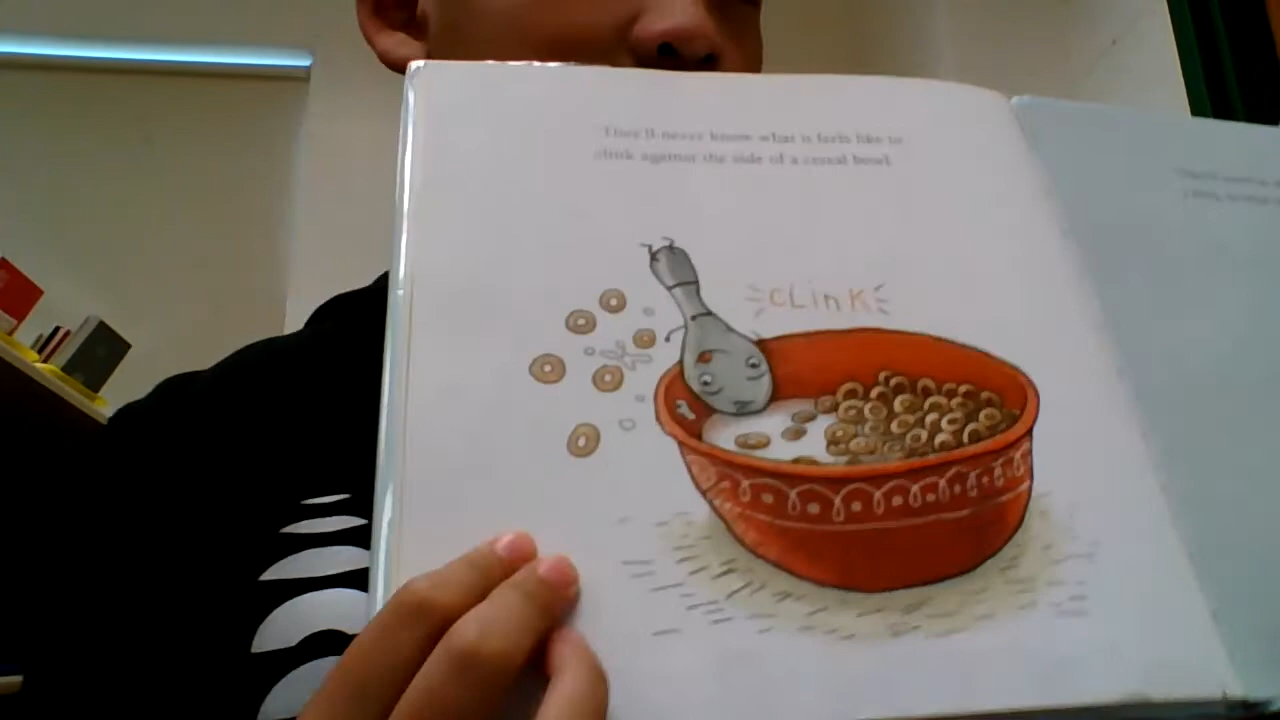 They'll never know what it feels like to
clink against the side of a cereal bowl.
CLinK